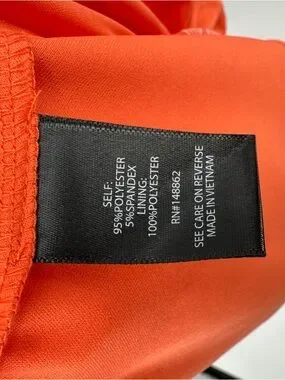 SELF:
95%POLYESTER
5%SPANDEX
LINING:
100%POLYESTER
RN#148862
SEE CARE ON REVERSE
MADE IN VIETNAM